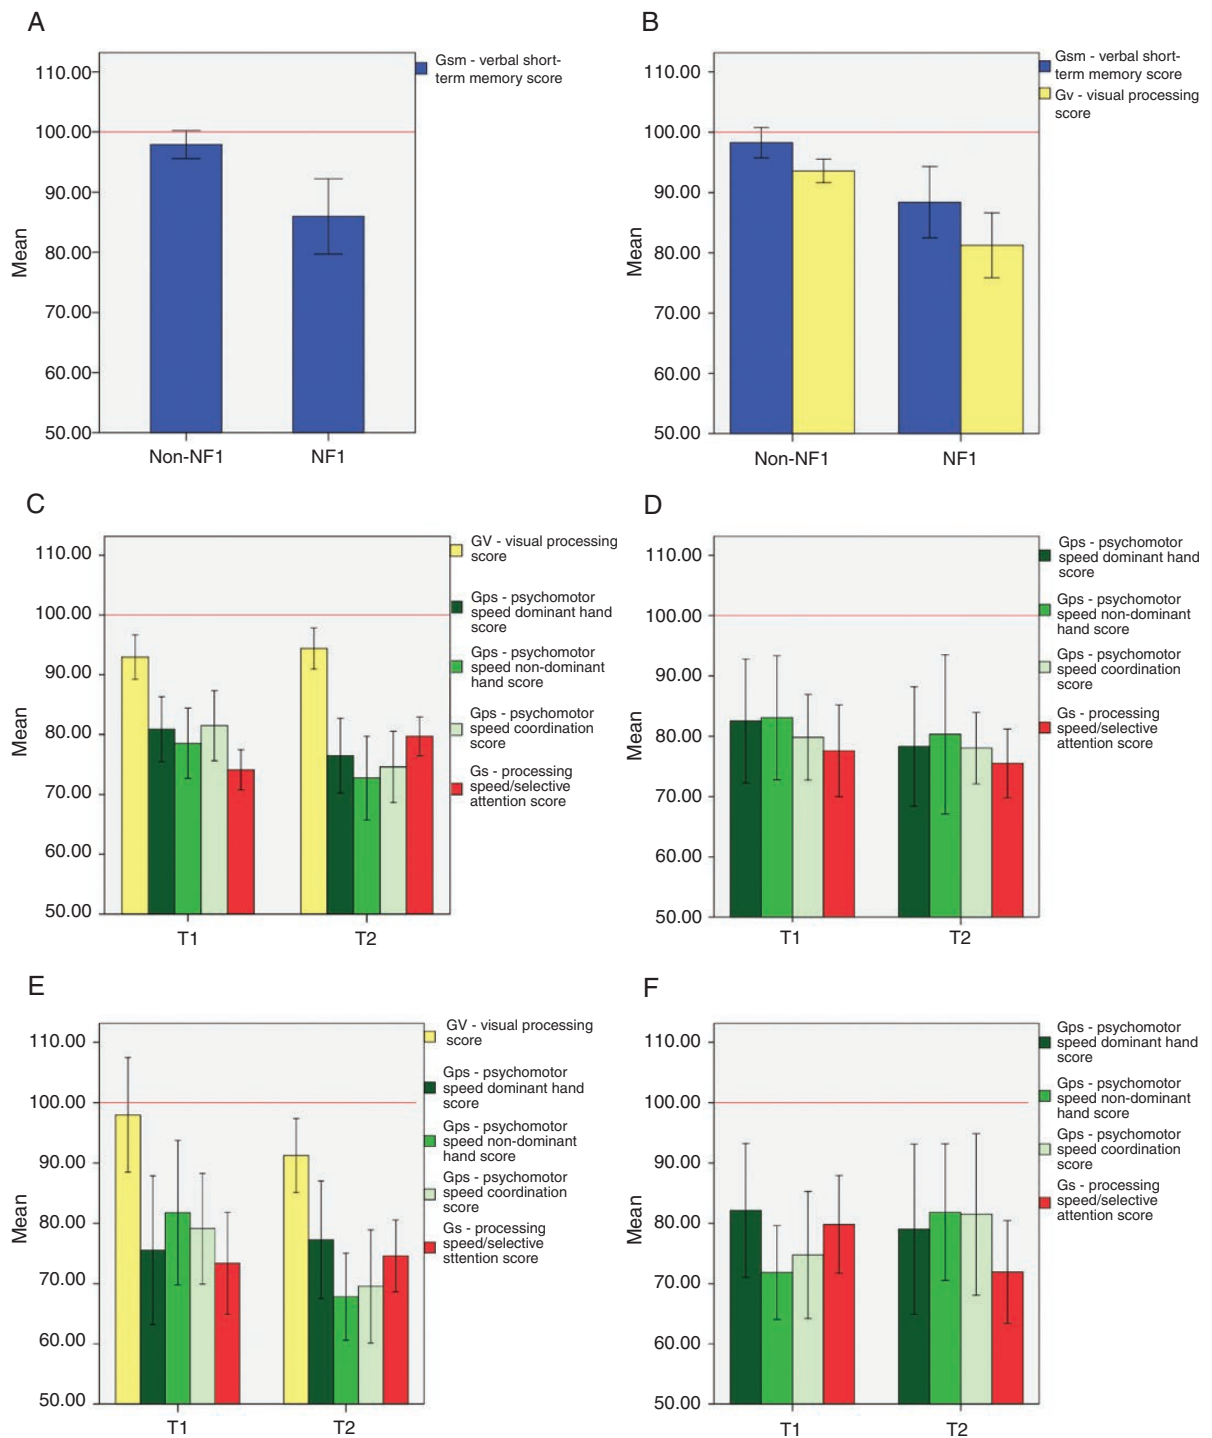 A
Gsm - verbal short-
term memory score
110.00
100.00
90.00
80.00
70.00
60.00
50.00
Mean
Non-NF1
NF1
B
Gsm - verbal short-
term memory score
Gv - visual processing
score
110.00
100.00
90.00
80.00
70.00
60.00
50.00
Mean
Non-NF1
NF1
C
GV - visual processing
score
Gps - psychomotor
speed dominant hand
score
Gps - psychomotor
speed non-dominant
hand score
Gps - psychomotor
speed coordination
score
Gs - processing
speed/selective
attention score
110.00
100.00
90.00
80.00
70.00
60.00
50.00
Mean
T1
T2
D
Gps - psychomotor
speed dominant hand
score
Gps - psychomotor
speed non-dominant
hand score
Gps - psychomotor
speed coordination
score
Gs - processing
speed/selective
attention score
110.00
100.00
90.00
80.00
70.00
60.00
50.00
Mean
T1
T2
E
GV - visual processing
score
Gps - psychomotor
speed dominant hand
score
Gps - psychomotor
speed non-dominant
hand score
Gps - psychomotor
speed coordination
score
Gs - processing
speed/selective
sttention score
110.00
100.00
90.00
80.00
70.00
60.00
50.00
Mean
T1
T2
F
Gps - psychomotor
speed dominant hand
score
Gps - psychomotor
speed non-dominant
hand score
Gps - psychomotor
speed coordination
score
Gs - processing
speed/selective
attention score
110.00
100.00
90.00
80.00
70.00
60.00
50.00
Mean
T1
T2